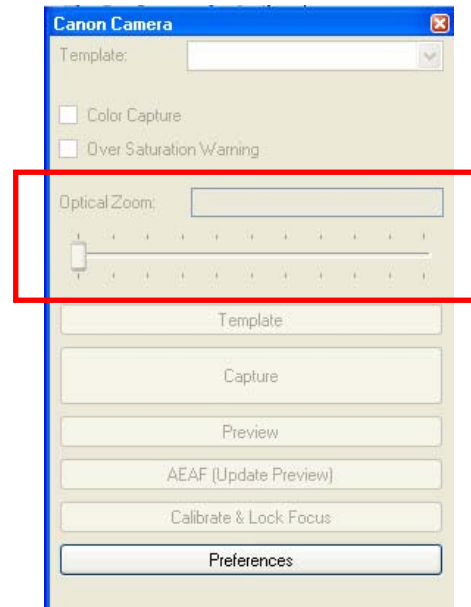 Canon Camera
Template:
Color Capture
Over Saturation Warning
Optical Zoom:
Template
Capture
Preview
AEAF (Update Preview)
Calibrate & Lock Focus
Preferences